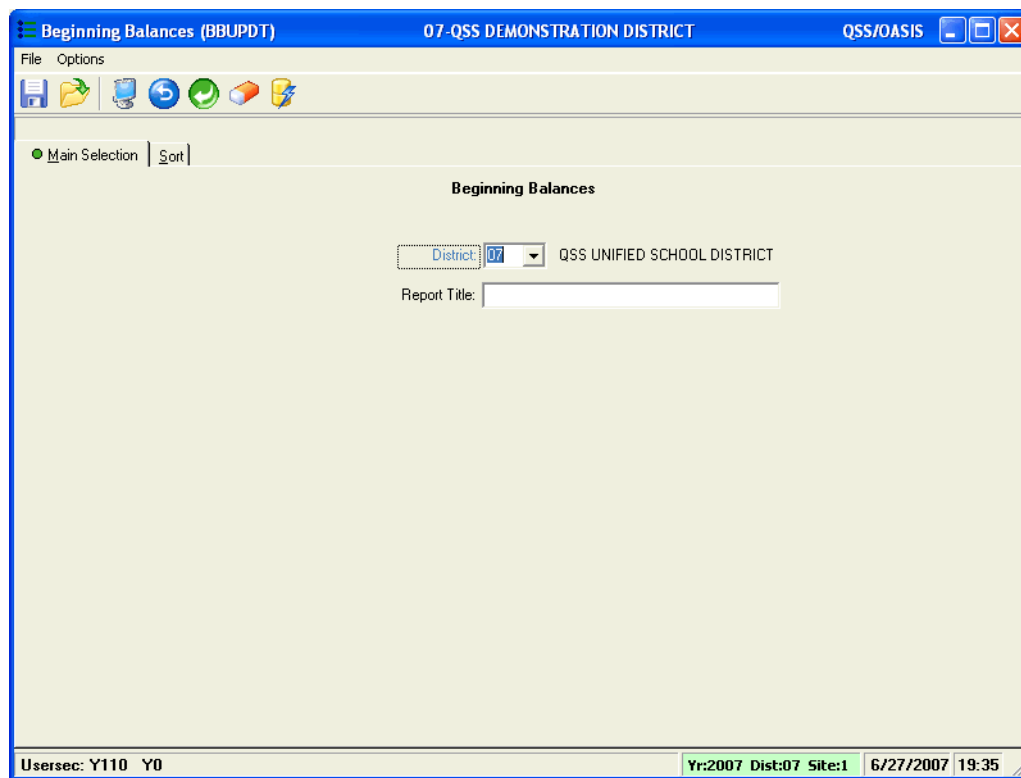 Beginning Balances (BBUPDT) 07-QSS DEMONSTRATION DISTRICT QSS/OASIS
File Options
Main Selection Sort
Beginning Balances
District: 07 QSS UNIFIED SCHOOL DISTRICT
Report Title:
Usersec: Y110 Y0 Yr:2007 Dist:07 Site:1 6/27/2007 19:35